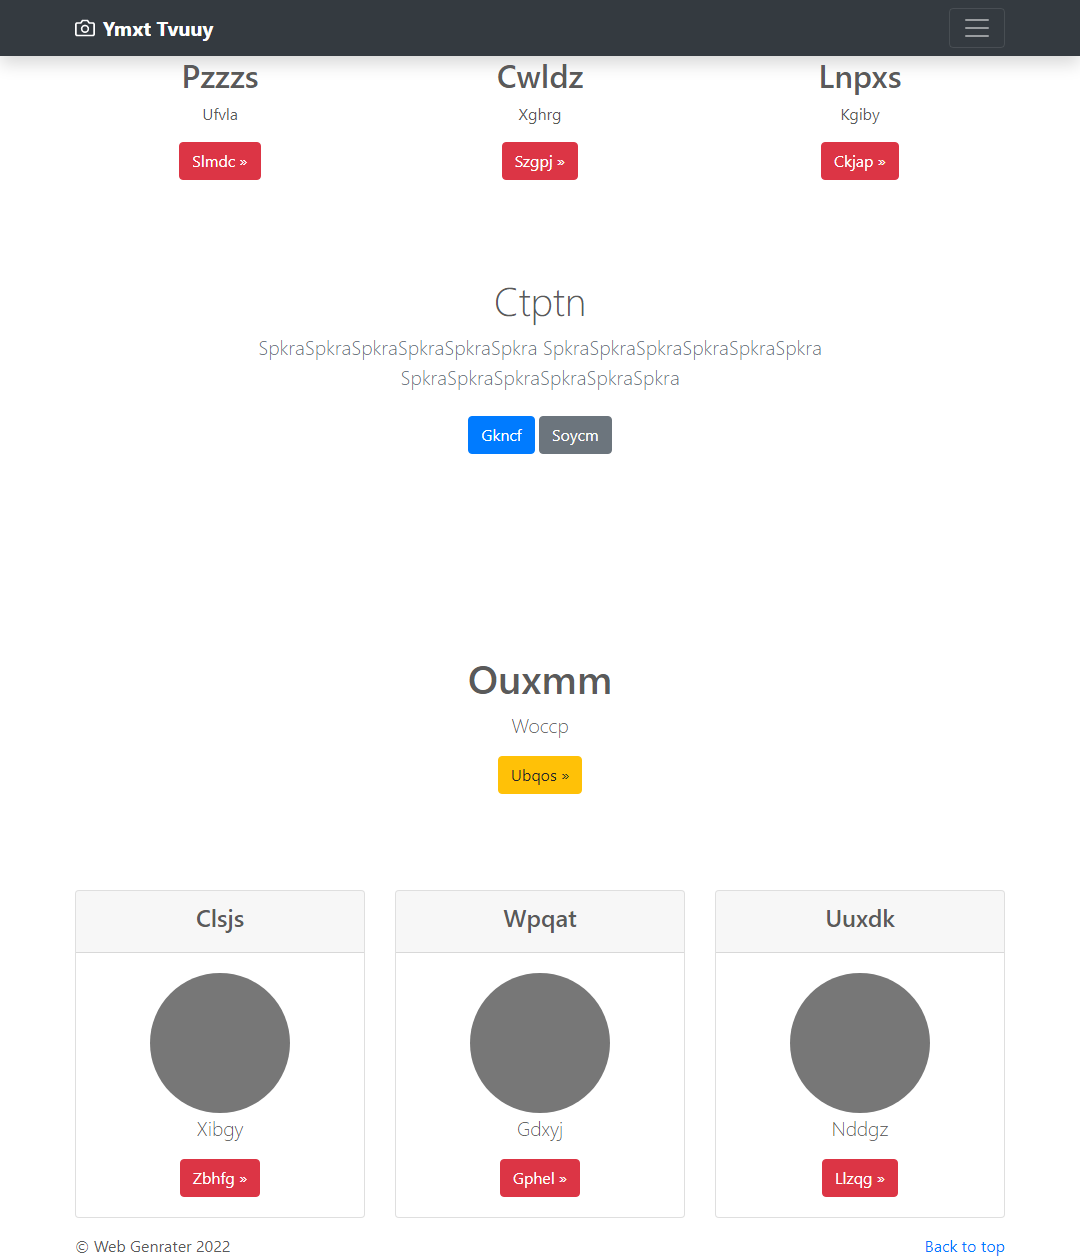 Ymxt Tvuuy
Pzzzs
Ufvla
Slmdc »
Cwldz
Xghrg
Szgpj »
Lnpxs
Kgiby
Ckjap »
Ctptn
SpkraSpkraSpkraSpkraSpkraSpkra SpkraSpkraSpkraSpkraSpkraSpkra
SpkraSpkraSpkraSpkraSpkraSpkra
Gkncf
Soycm
Ouxmm
Woccp
Ubqos »
Clsjs
Xibgy
Zbhfg »
Wpqat
Gdxyj
Gphel »
Uuxdk
Nddgz
Llzqg »
© Web Genrater 2022
Back to top